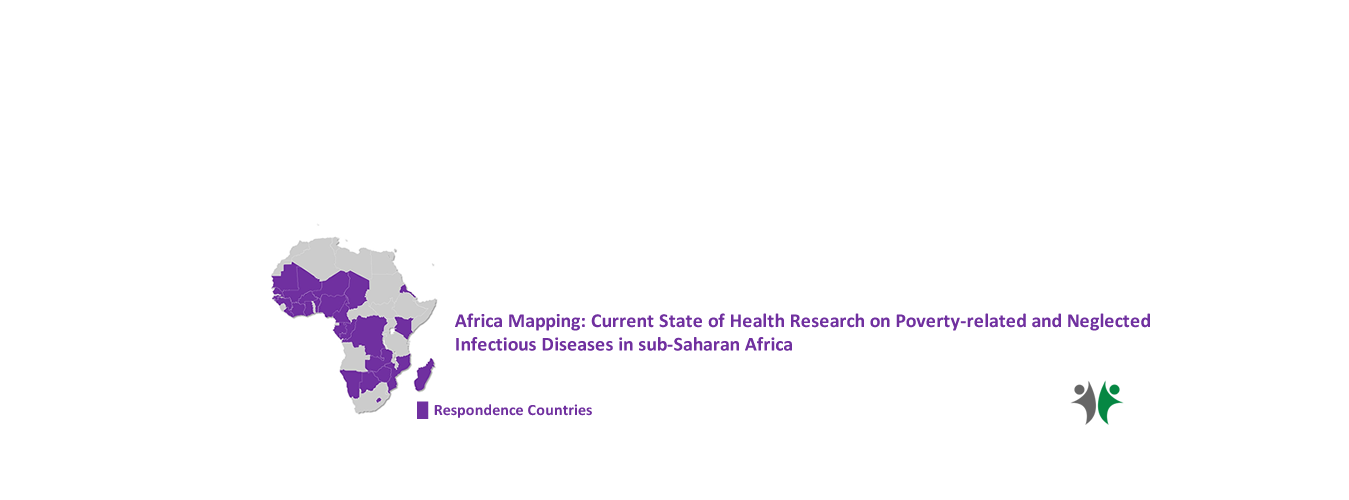 Africa Mapping: Current State of Health Research on Poverty-related and Neglected
Infectious Diseases in sub-Saharan Africa
Respondence Countries